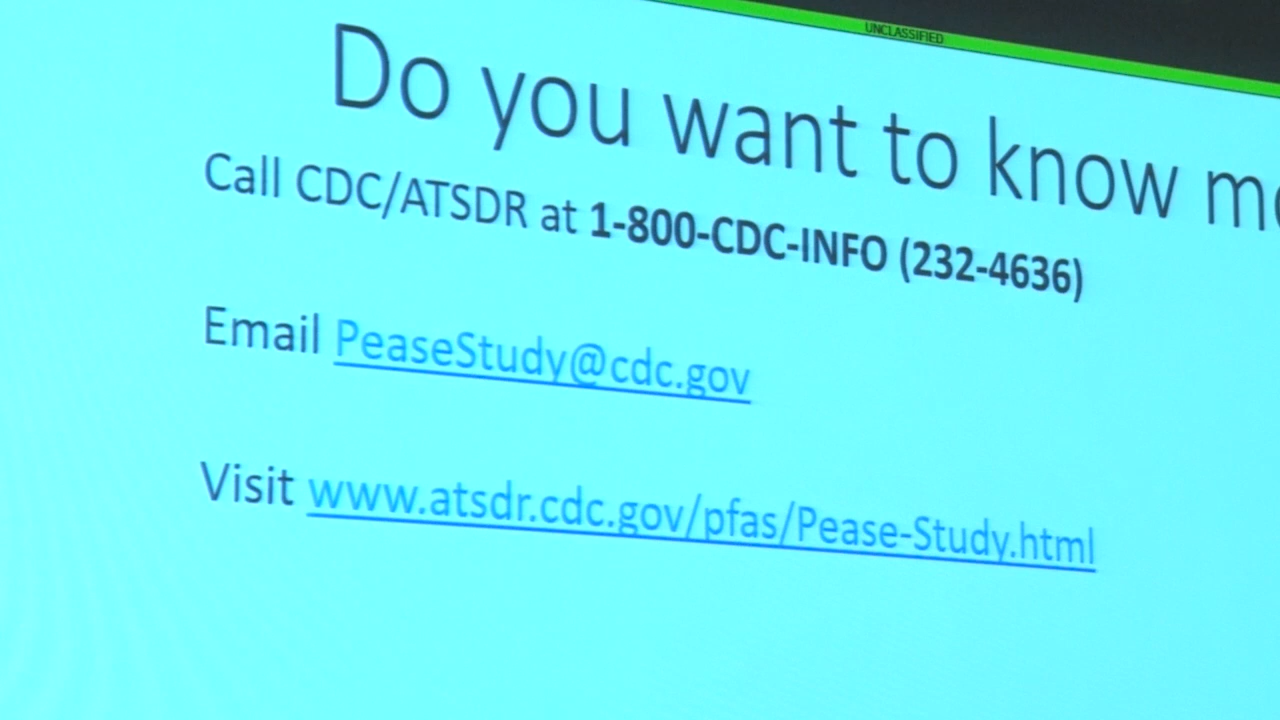 UNCLASSIFIED
Do you want to know
Call CDC/ATSDR at 1-800-CDC-INFO (232-4636)
Email PeaseStudy@cdc.gov
Visit www.atsdr.cdc.gov/pfas/Pease-Study.html